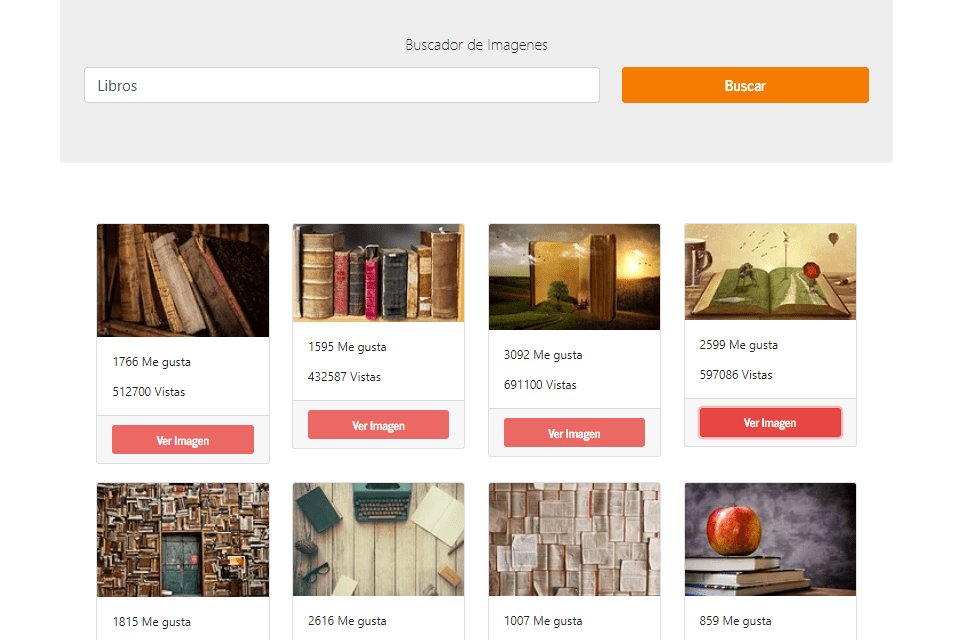 Buscador de Imagenes
Libros
Buscar
1766 Me gusta
512700 Vistas
Ver Imagen
1595 Me gusta
432587 Vistas
Ver Imagen
3092 Me gusta
691100 Vistas
Ver Imagen
2599 Me gusta
597086 Vistas
Ver Imagen
1815 Me gusta
2616 Me gusta
1007 Me gusta
859 Me gusta